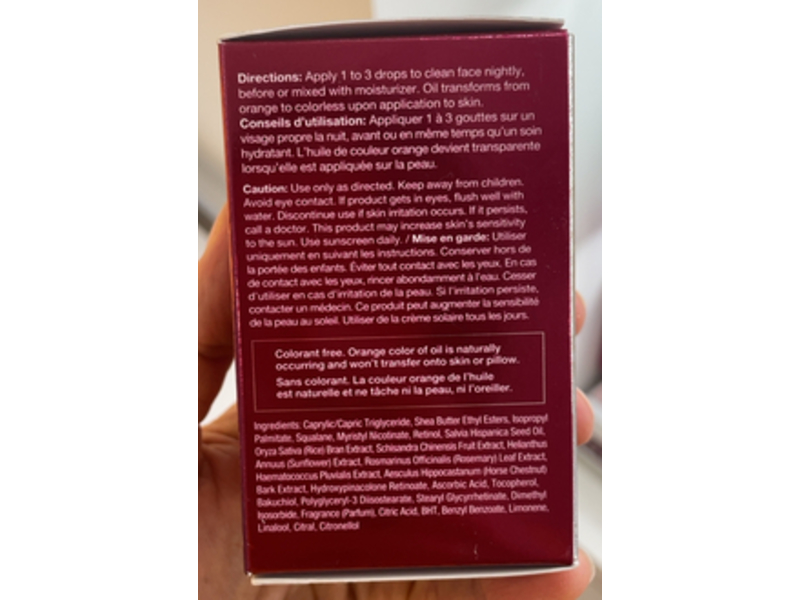 Directions: Apply 1 to 3 drops to clean face nightly,
before or mixed with moisturizer. Oil transforms from
orange to colorless upon application to skin.
Conseils d'utilisation: Appliquer 1 à 3 gouttes sur un
visage propre la nuit, avant ou en même temps qu'un soin
hydratant. L'huile de couleur orange devient transparente
lorsqu'elle est appliquée sur la peau.
Caution: Use only as directed. Keep away from children.
Avoid eye contact. If product gets in eyes, flush well with
water. Discontinue use if skin irritation occurs. If it persists,
call a doctor. This product may increase skin's sensitivity
to the sun. Use sunscreen daily. / Mise en garde: Utiliser
uniquement en suivant les instructions. Conserver hors de
la portée des enfants. Éviter tout contact avec les yeux. En cas
de contact avec les yeux, rincer abondamment à l'eau. Cesser
d'utiliser en cas d'irritation de la peau. Si l'irritation persiste,
contacter un médecin. Ce produit peut augmenter la sensibilité
de la peau au soleil. Utiliser de la crème solaire tous les jours.
Colorant free. Orange color of oil is naturally
occurring and won't transfer onto skin or pillow.
Sans colorant. La couleur orange de l'huile
est naturelle et ne tâche ni la peau, ni l'oreiller.
Ingredients: Caprylic/Capric Triglyceride, Shea Butter Ethyl Esters, Isopropyl
Palmitate, Squalane, Myristyl Nicotinate, Retinol, Salvia Hispanica Seed Oil,
Oryza Sativa (Rice) Bran Extract, Schisandra Chinensis Fruit Extract, Helianthus
Annuus (Sunflower) Extract, Rosmarinus Officinalis (Rosemary) Leaf Extract,
Haematococcus Pluvialis Extract, Aesculus Hippocastanum (Horse Chestnut)
Bark Extract, Hydroxypinacolone Retinoate, Ascorbic Acid, Tocopherol,
Bakuchiol, Polyglyceryl-3 Diisostearate, Stearyl Glycyrrhetinate, Dimethyl
Isosorbide, Fragrance (Parfum), Citric Acid, BHT, Benzyl Benzoate, Limonene,
Linalool, Citral, Citronellol